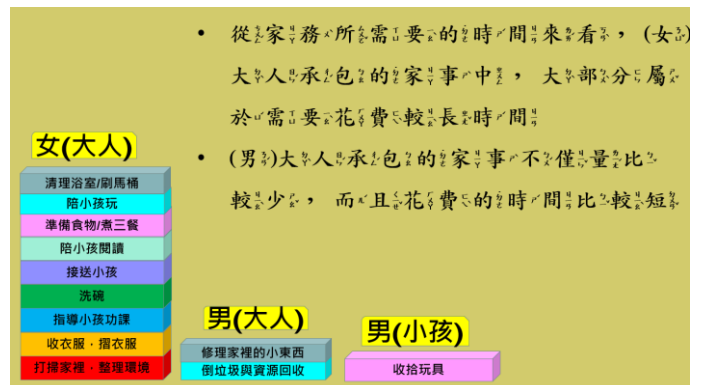 • 從家務所需要的時間來看，(女)
大人承包的家事中，大部分屬
於需要花費較長時間
• (男)大人承包的家事不僅量比
較少，而且花費的時間比較短
女(大人)
清理浴室/刷馬桶
陪小孩玩
準備食物/煮三餐
陪小孩閱讀
接送小孩
洗碗
指導小孩功課
收衣服．摺衣服
打掃家裡．整理環境
男(大人)
修理家裡的小東西
倒垃圾與資源回收
男(小孩)
收拾玩具